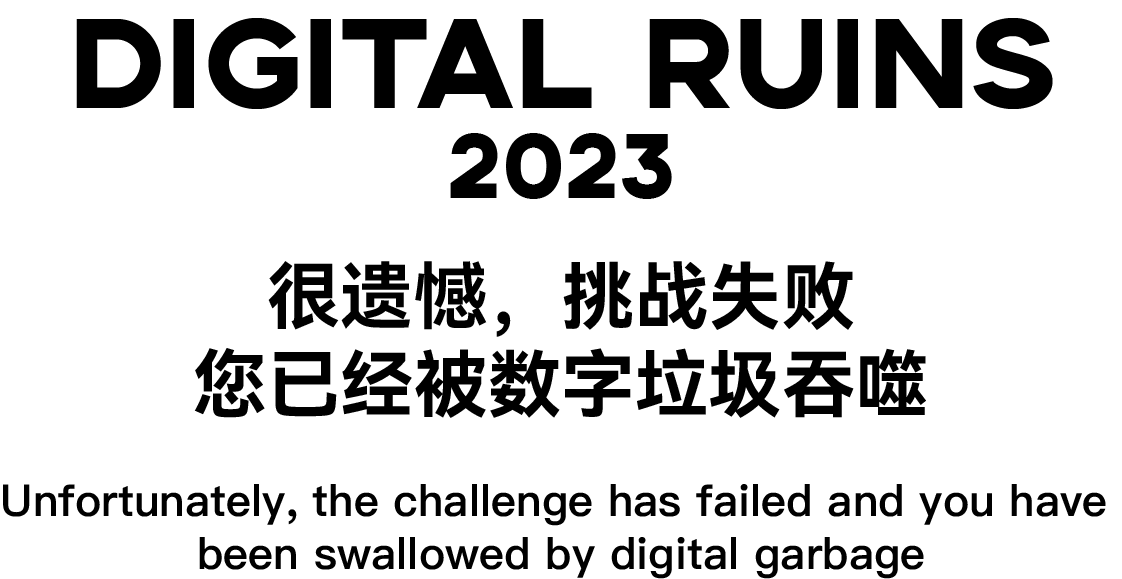 DIGITAL RUINS
2023
很遗憾，挑战失败
您已经被数字垃圾吞噬
Unfortunately, the challenge has failed and you have
been swallowed by digital garbage